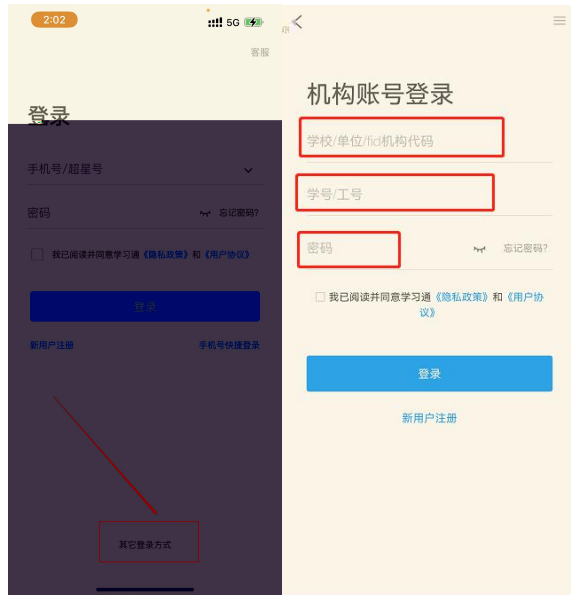 2:02
5G
客服
登录
手机号/超星号
密码
忘记密码?
我已阅读并同意学习通《隐私政策》和《用户协议》
登录
新用户注册
手机号快捷登录
其它登录方式
机构账号登录
学校/单位/fid机构代码
学号/工号
密码
忘记密码?
我已阅读并同意学习通《隐私政策》和《用户协
议》
登录
新用户注册